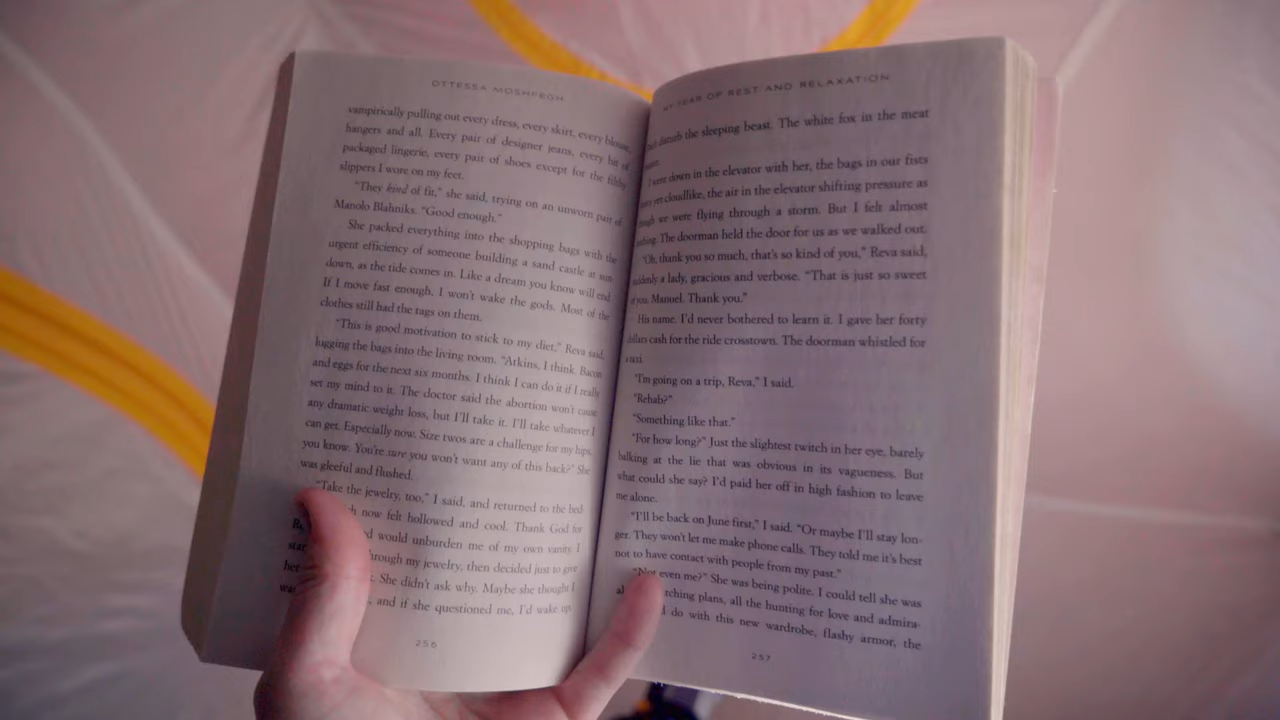 OTTESSA MOSHFEGH
vampirically pulling out every dress, every skirt, every blouse,
hangers and all. Every pair of designer jeans, every bit of
packaged lingerie, every pair of shoes except for the filthy
slippers I wore on my feet.
“They kind of fit,” she said, trying on an unworn pair of
Manolo Blahniks. “Good enough.”
She packed everything into the shopping bags with the
urgent efficiency of someone building a sand castle at sun-
down, as the tide comes in. Like a dream you know will end.
If I move fast enough, I won’t wake the gods. Most of the
clothes still had the tags on them.
“This is good motivation to stick to my diet,” Reva said,
lugging the bags into the living room. “Atkins, I think. Bacon
and eggs for the next six months. I think I can do it if I really
set my mind to it. The doctor said the abortion won’t cause
any dramatic weight loss, but I’ll take it. I’ll take whatever I
can get. Especially now. Size twos are a challenge for my hips,
you know. You’re sure you won’t want any of this back?” She
was gleeful and flushed.
“Take the jewelry, too,” I said, and returned to the bed-
now felt hollowed and cool. Thank God for
would unburden me of my own vanity. I
through my jewelry, then decided just to give
She didn’t ask why. Maybe she thought I
, and if she questioned me, I’d wake up.
256
MY YEAR OF REST AND RELAXATION
disturb the sleeping beast. The white fox in the meat
I went down in the elevator with her, the bags in our fists
yet cloudlike, the air in the elevator shifting pressure as
we were flying through a storm. But I felt almost
The doorman held the door for us as we walked out.
“Oh, thank you so much, that’s so kind of you,” Reva said,
suddenly a lady, gracious and verbose. “That is just so sweet
of you, Manuel. Thank you.”
His name. I’d never bothered to learn it. I gave her forty
dollars cash for the ride crosstown. The doorman whistled for
a taxi.
“I’m going on a trip, Reva,” I said.
“Rehab?”
“Something like that.”
“For how long?” Just the slightest twitch in her eye, barely
balking at the lie that was obvious in its vagueness. But
what could she say? I’d paid her off in high fashion to leave
me alone.
“I’ll be back on June first,” I said. “Or maybe I’ll stay lon-
ger. They won’t let me make phone calls. They told me it’s best
not to have contact with people from my past.”
“Not even me?” She was being polite. I could tell she was
plans, all the hunting for love and admira-
do with this new wardrobe, flashy armor, the
257